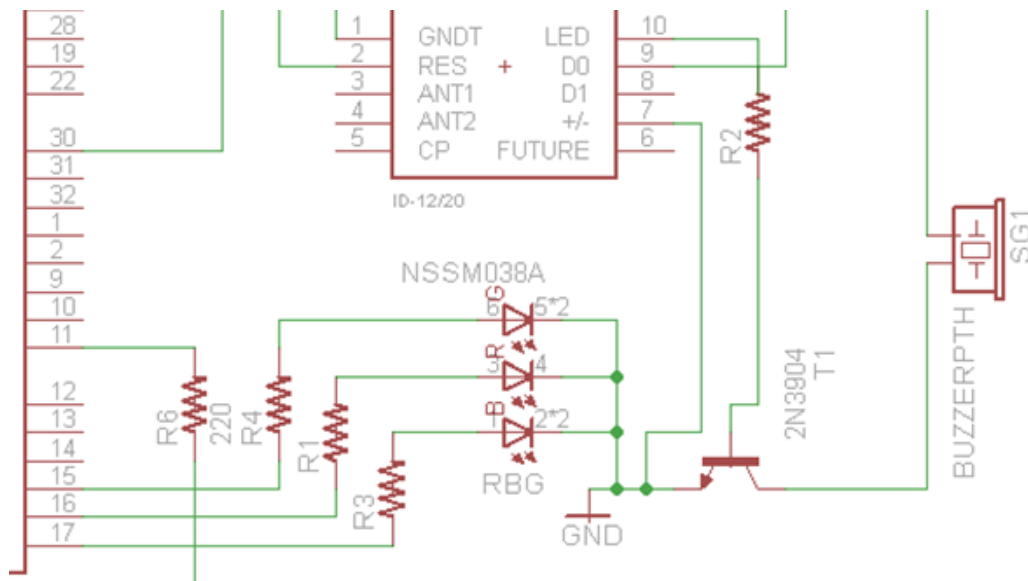 28
19
22
30
31
32
1
2
9
10
11
12
13
14
15
16
17
1 GNDT LED 10
2 RES D0 9
3 ANT1 D1 8
4 ANT2 +/- 7
5 CP FUTURE 6
ID-12/20
R2
SG1
BUZZERPTH
NSSM038A
G
6 5*2
R
3 4
B
1 2*2
RBG
2N3904
T1
R6
220
R4
R1
R3
GND